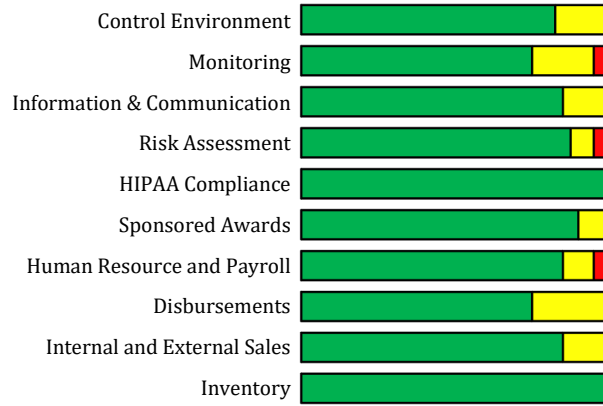 Control Environment
Monitoring
Information & Communication
Risk Assessment
HIPAA Compliance
Sponsored Awards
Human Resource and Payroll
Disbursements
Internal and External Sales
Inventory